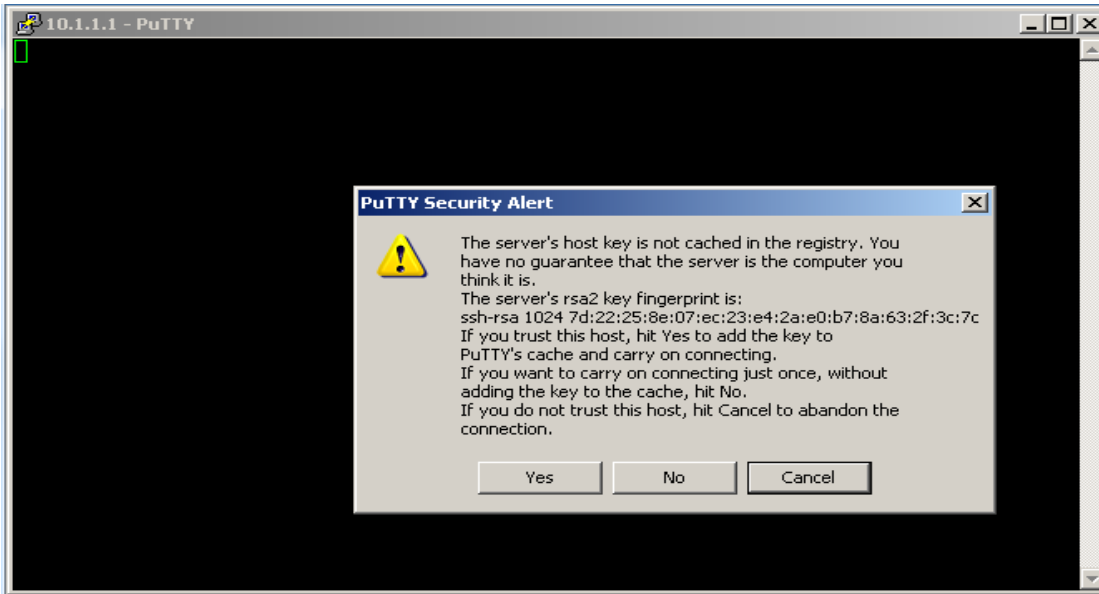 10.1.1.1 - PuTTY
PuTTY Security Alert
The server's host key is not cached in the registry. You
have no guarantee that the server is the computer you
think it is.
The server's rsa2 key fingerprint is:
ssh-rsa 1024 7d:22:25:8e:07:ec:23:e4:2a:e0:b7:8a:63:2f:3c:7c
If you trust this host, hit Yes to add the key to
PuTTY's cache and carry on connecting.
If you want to carry on connecting just once, without
adding the key to the cache, hit No.
If you do not trust this host, hit Cancel to abandon the
connection.
Yes No Cancel